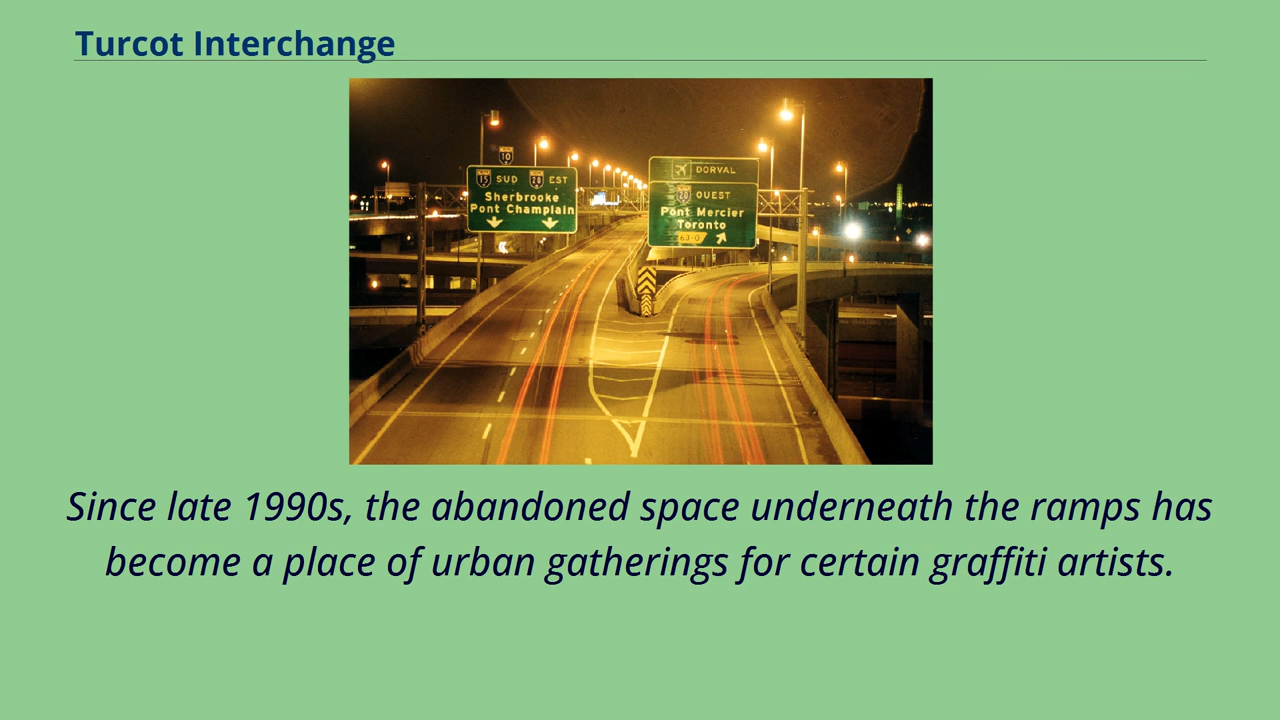 Turcot Interchange
10
15 SUD 20 EST
Sherbrooke
Pont Champlain
DORVAL
20 OUEST
Pont Mercier
Toronto
63-O
Since late 1990s, the abandoned space underneath the ramps has
become a place of urban gatherings for certain graffiti artists.